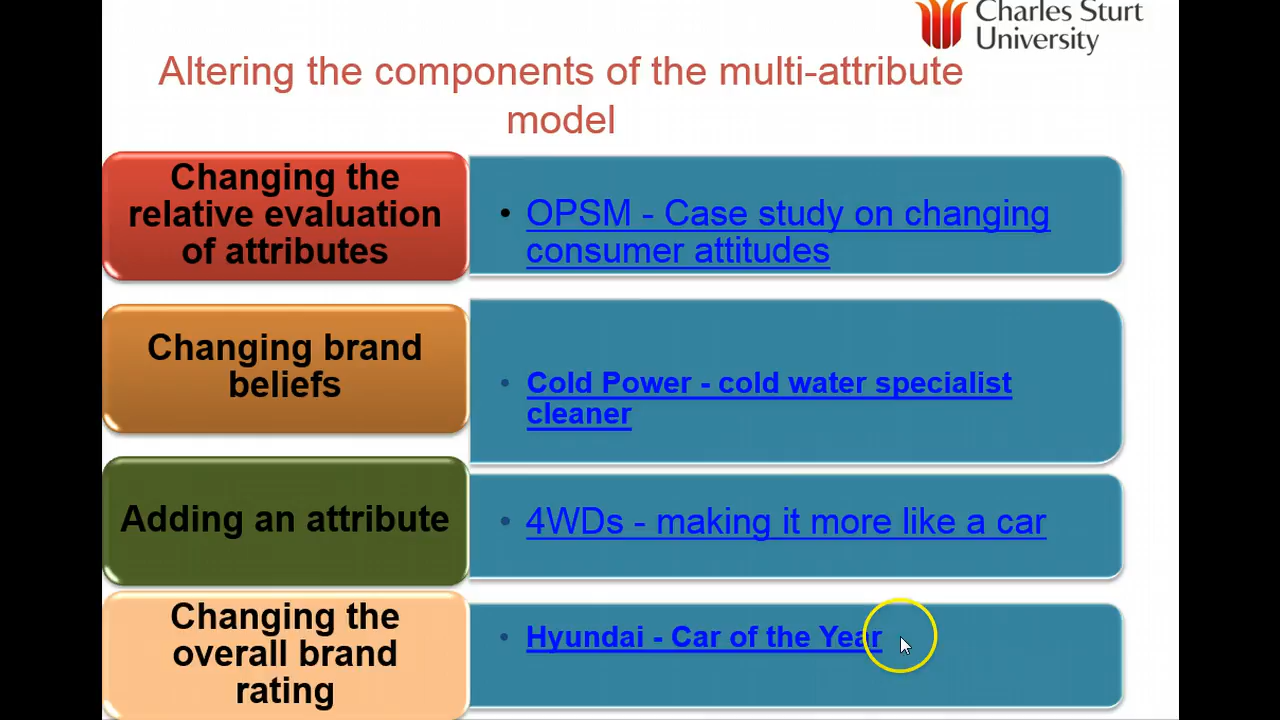 Charles Sturt
University
Altering the components of the multi-attribute
model
Changing the
relative evaluation
of attributes
• OPSM - Case study on changing
consumer attitudes
Changing brand
beliefs
• Cold Power - cold water specialist
cleaner
Adding an attribute
• 4WDs - making it more like a car
Changing the
overall brand
rating
• Hyundai - Car of the Year